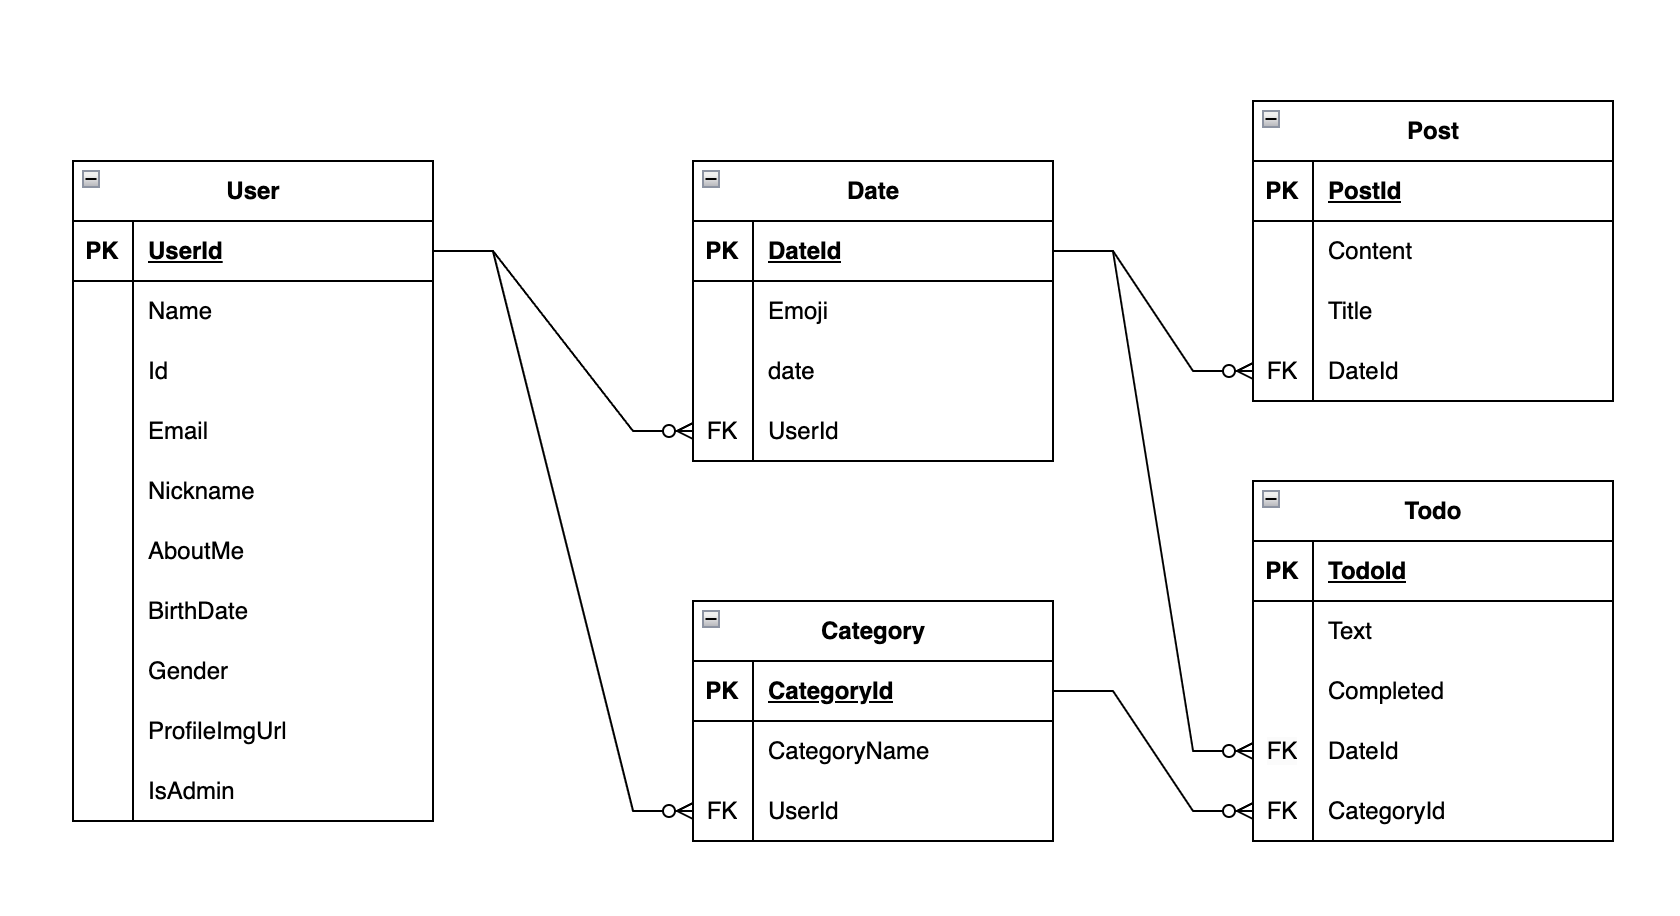 User
PK UserId
Name
Id
Email
Nickname
AboutMe
BirthDate
Gender
ProfileImgUrl
IsAdmin
Date
PK DateId
Emoji
date
FK UserId
Category
PK CategoryId
CategoryName
FK UserId
Post
PK PostId
Content
Title
FK DateId
Todo
PK TodoId
Text
Completed
FK DateId
FK CategoryId